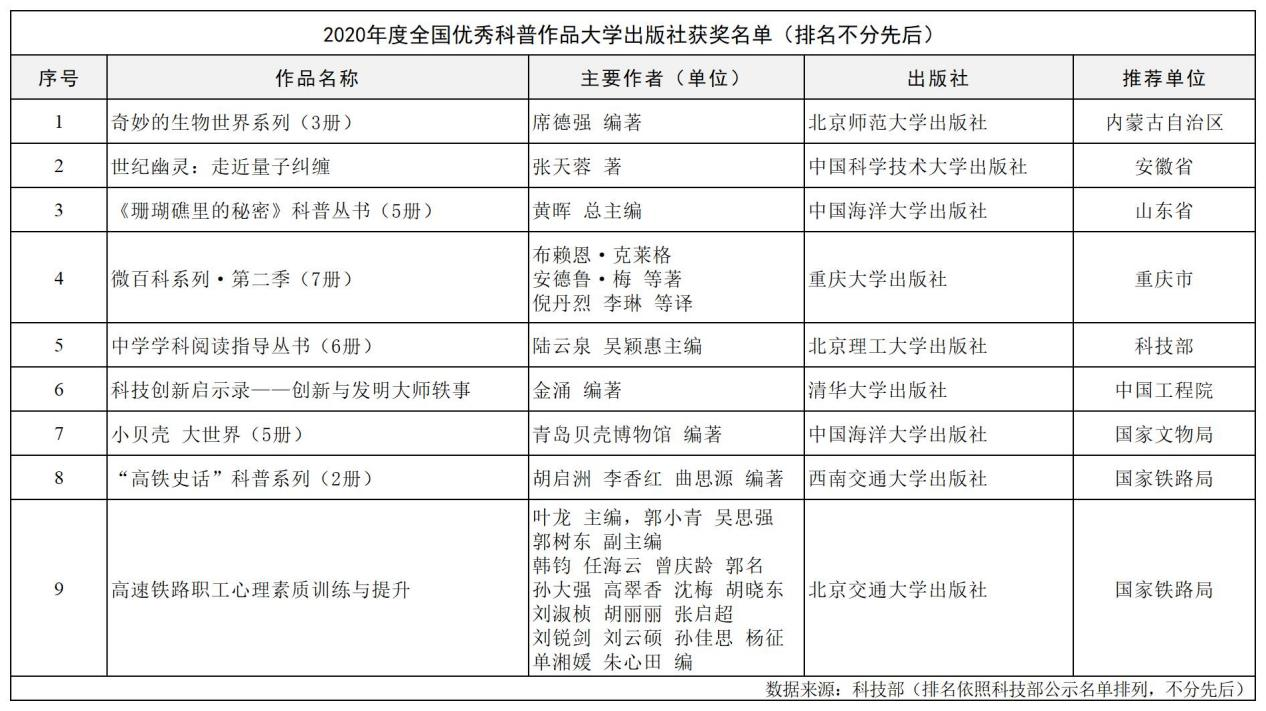 2020年度全国优秀科普作品大学出版社获奖名单（排名不分先后）
序号 作品名称 主要作者（单位） 出版社 推荐单位
1 奇妙的生物世界系列（3册） 席德强 编著 北京师范大学出版社 内蒙古自治区
2 世纪幽灵：走近量子纠缠 张天蓉 著 中国科学技术大学出版社 安徽省
3 《珊瑚礁里的秘密》科普丛书（5册） 黄晖 总主编 中国海洋大学出版社 山东省
4 微百科系列·第二季（7册） 布赖恩·克莱格
安德鲁·梅 等著
倪丹烈 李琳 等译 重庆大学出版社 重庆市
5 中学学科阅读指导丛书（6册） 陆云泉 吴颖惠主编 北京理工大学出版社 科技部
6 科技创新启示录——创新与发明大师轶事 金涌 编著 清华大学出版社 中国工程院
7 小贝壳 大世界（5册） 青岛贝壳博物馆 编著 中国海洋大学出版社 国家文物局
8 “高铁史话”科普系列（2册） 胡启洲 李香红 曲思源 编著 西南交通大学出版社 国家铁路局
9 高速铁路职工心理素质训练与提升 叶龙 主编，郭小青 吴思强
郭树东 副主编
韩钧 任海云 曾庆龄 郭名
孙大强 高翠香 沈梅 胡晓东
刘淑桢 胡丽丽 张启超
刘锐剑 刘云硕 孙佳思 杨征
单湘媛 朱心田 编 北京交通大学出版社 国家铁路局
数据来源：科技部（排名依照科技部公示名单排列，不分先后）